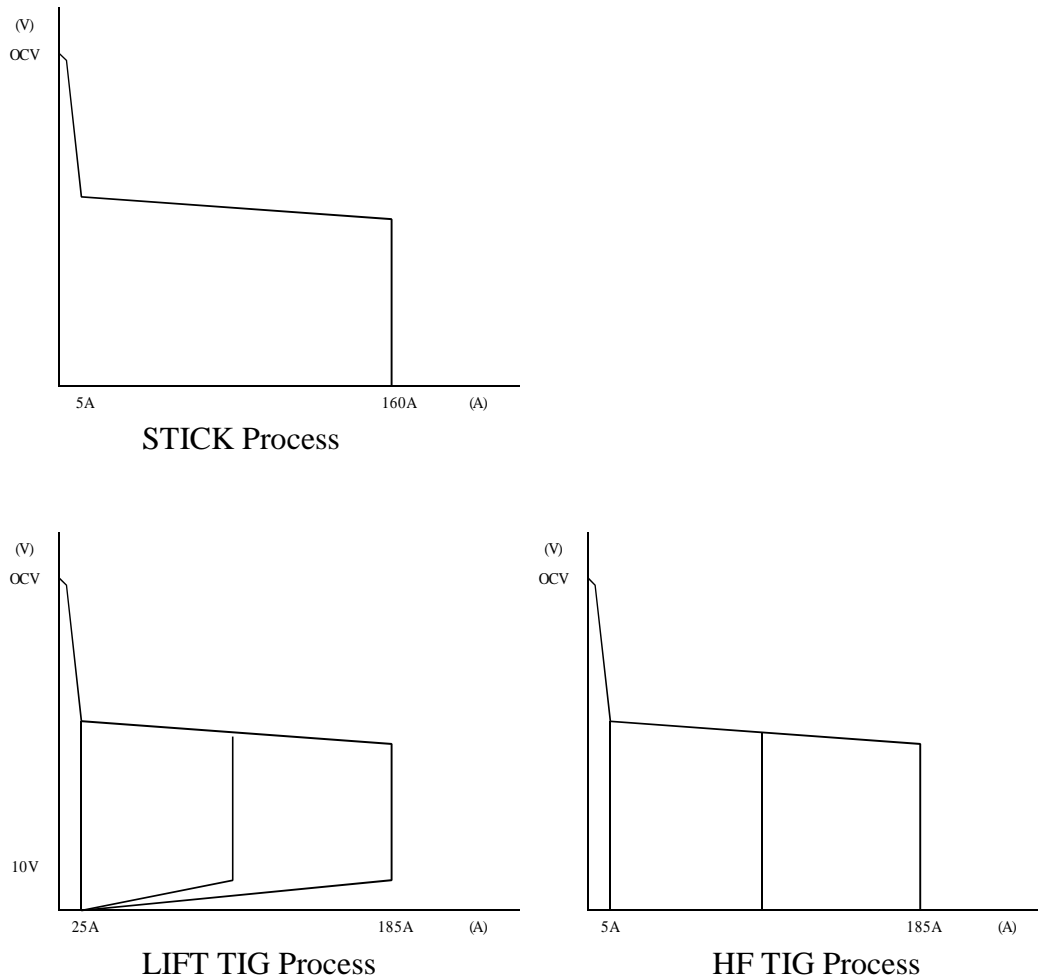 (V)
OCV
5A 160A (A)
STICK Process
(V)
OCV
10V
25A 185A (A)
LIFT TIG Process
(V)
OCV
5A 185A (A)
HF TIG Process